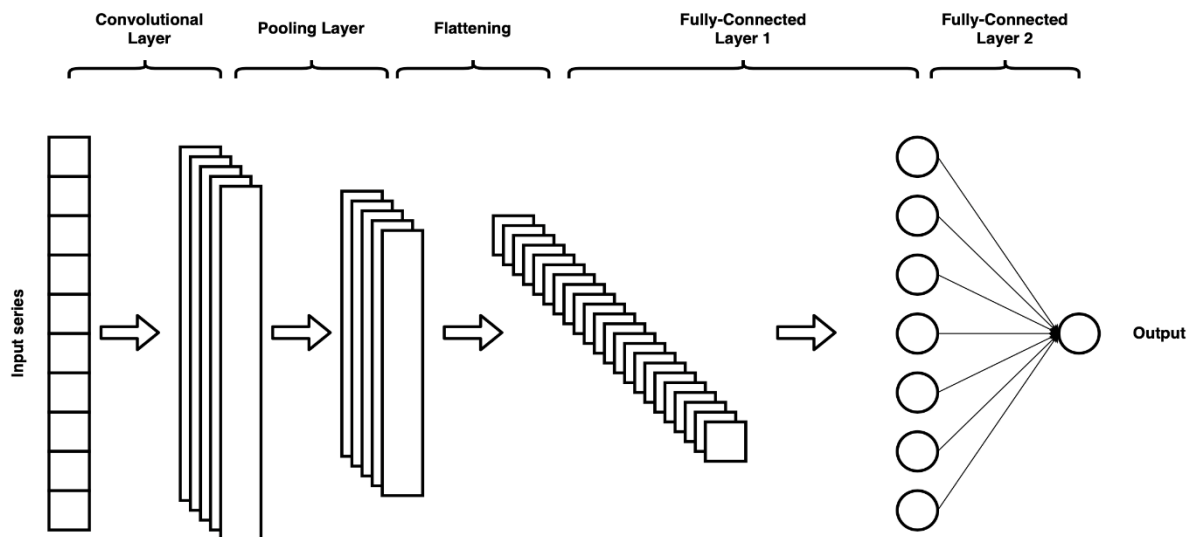 Convolutional
Layer
Pooling Layer
Flattening
Fully-Connected
Layer 1
Fully-Connected
Layer 2
Input series
Output